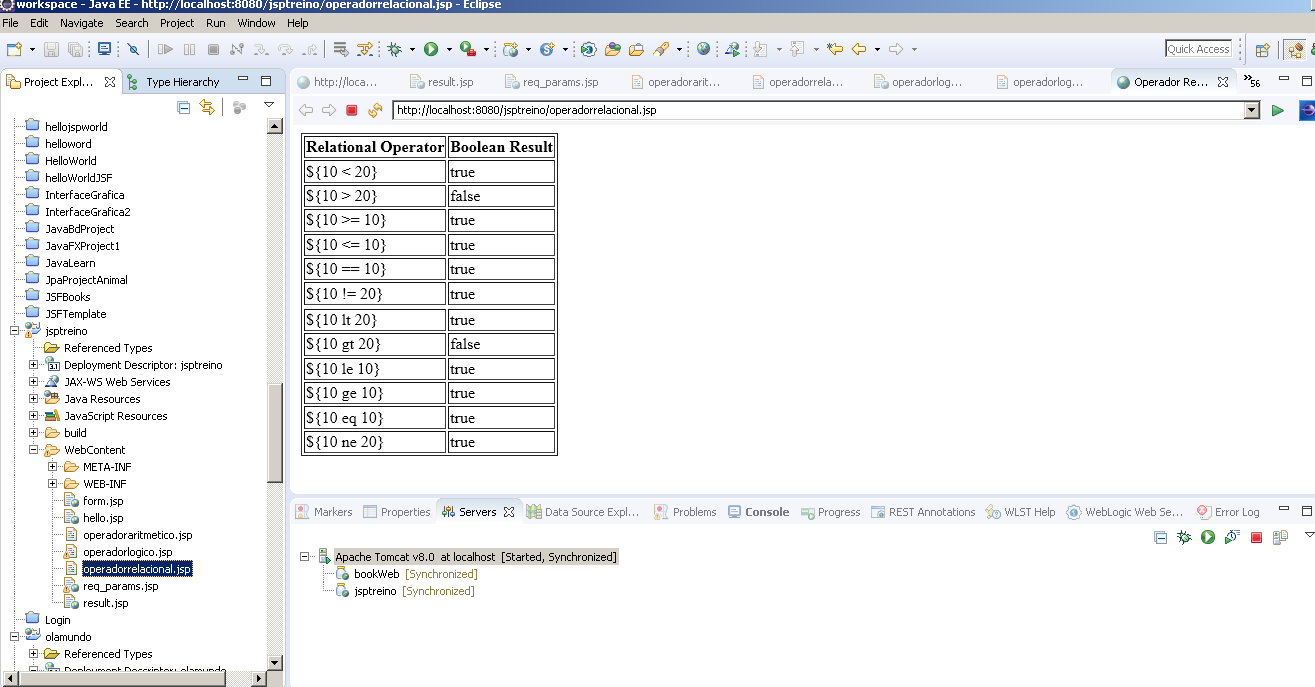 workspace - Java EE - http://localhost:8080/jsptreino/operadorrelacional.jsp - Eclipse
File Edit Navigate Search Project Run Window Help
Quick Access
Project Expl... Type Hierarchy
http://loca... result.jsp req_params.jsp operadorarit... operadorrela... operadorlog... operadorlog... Operador Re... 56
http://localhost:8080/jsptreino/operadorrelacional.jsp
hellojspworld
helloword
HelloWorld
helloWorldJSF
InterfaceGrafica
InterfaceGrafica2
JavaBdProject
JavaFXProject1
JavaLearn
JpaProjectAnimal
JSFBooks
JSFTemplate
jsptreino
Referenced Types
Deployment Descriptor: jsptreino
JAX-WS Web Services
Java Resources
JavaScript Resources
build
WebContent
META-INF
WEB-INF
form.jsp
hello.jsp
operadoraritmetico.jsp
operadorlogico.jsp
operadorrelacional.jsp
req_params.jsp
result.jsp
Login
olamundo
Referenced Types
Deployment Descriptor: olamundo
Relational Operator Boolean Result
${10 < 20} true
${10 > 20} false
${10 >= 10} true
${10 <= 10} true
${10 == 10} true
${10 != 20} true
${10 lt 20} true
${10 gt 20} false
${10 le 10} true
${10 ge 10} true
${10 eq 10} true
${10 ne 20} true
Markers Properties Servers Data Source Expl... Problems Console Progress REST Annotations WLST Help WebLogic Web Se... Error Log
Apache Tomcat v8.0 at localhost [Started, Synchronized]
bookWeb [Synchronized]
jsptreino [Synchronized]